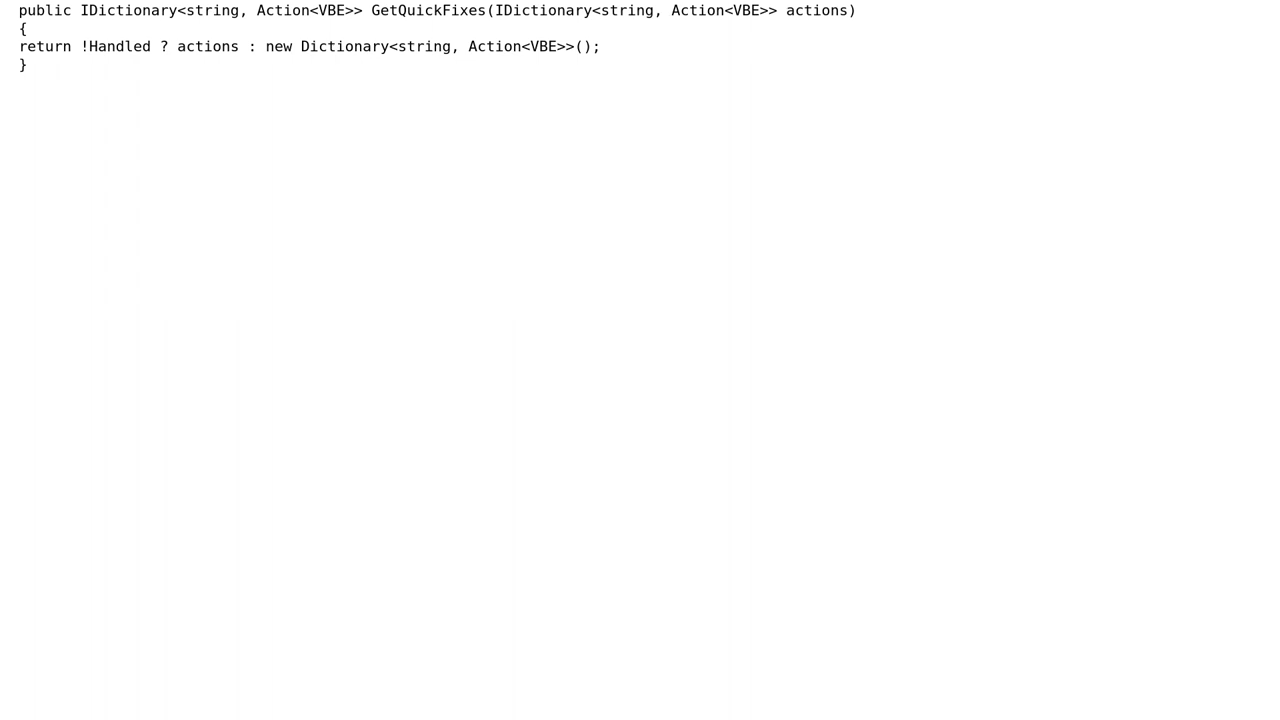 public IDictionary<string, Action<VBE>> GetQuickFixes(IDictionary<string, Action<VBE>> actions)
{
return !Handled ? actions : new Dictionary<string, Action<VBE>>();
}